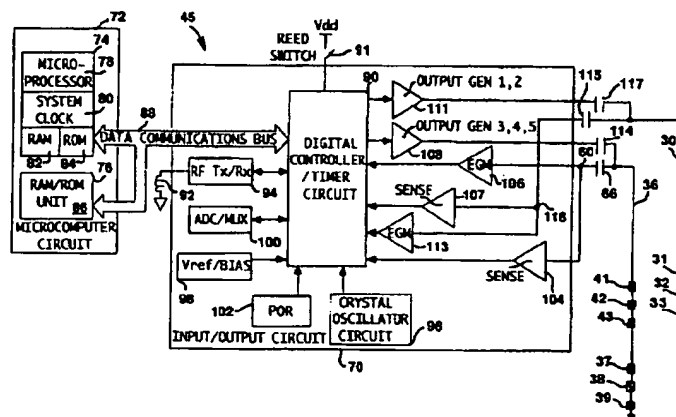 72
74
MICRO-
PROCESSOR
78
SYSTEM
CLOCK
80
RAM
ROM
82
84
76
RAM/ROM
UNIT
86
MICROCOMPUTER
CIRCUIT
88
DATA COMMUNICATIONS BUS
45
Vdd
REED
SWITCH
91
90
DIGITAL
CONTROLLER
/TIMER
CIRCUIT
RF Tx/Rx
92
94
ADC/MUX
100
Vref/BIAS
98
102
POR
CRYSTAL
OSCILLATOR
CIRCUIT
96
INPUT/OUTPUT CIRCUIT
70
OUTPUT GEN 1,2
111
OUTPUT GEN 3,4,5
108
EGM
106
SENSE
107
EGM
113
SENSE
104
115
117
114
60
66
116
30
36
31
32
33
41
42
43
37
38
39